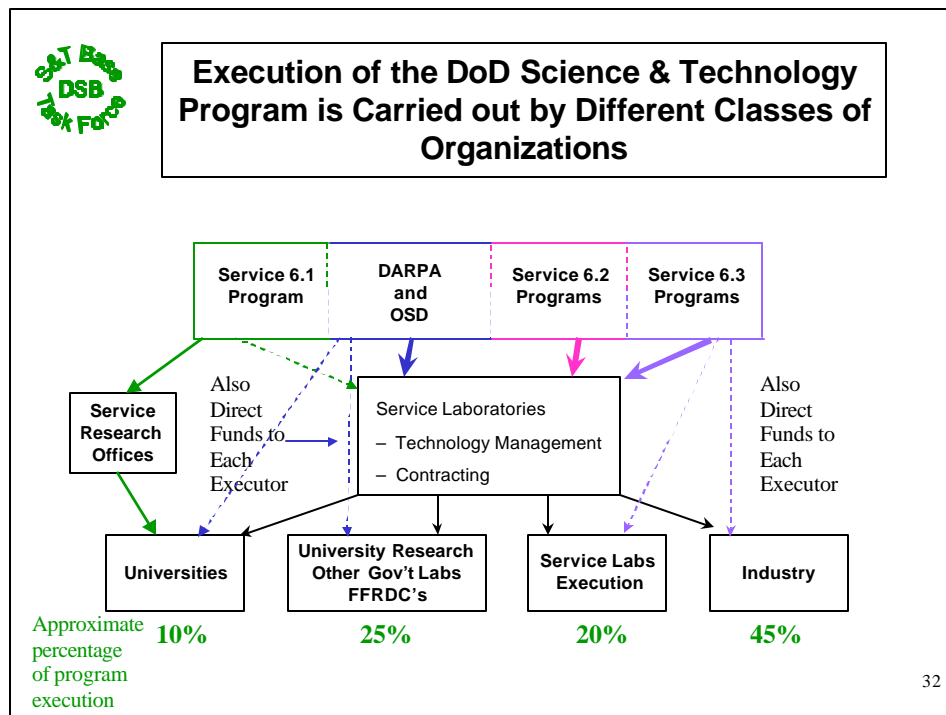 S&T Base
DSB
Task Force
Execution of the DoD Science & Technology
Program is Carried out by Different Classes of
Organizations
Service 6.1
Program
DARPA
and
OSD
Service 6.2
Programs
Service 6.3
Programs
Service
Research
Offices
Also
Direct
Funds to
Each
Executor
Service Laboratories
– Technology Management
– Contracting
Also
Direct
Funds to
Each
Executor
Universities
University Research
Other Gov't Labs
FFRDC's
Service Labs
Execution
Industry
Approximate
percentage
of program
execution
10%
25%
20%
45%
32